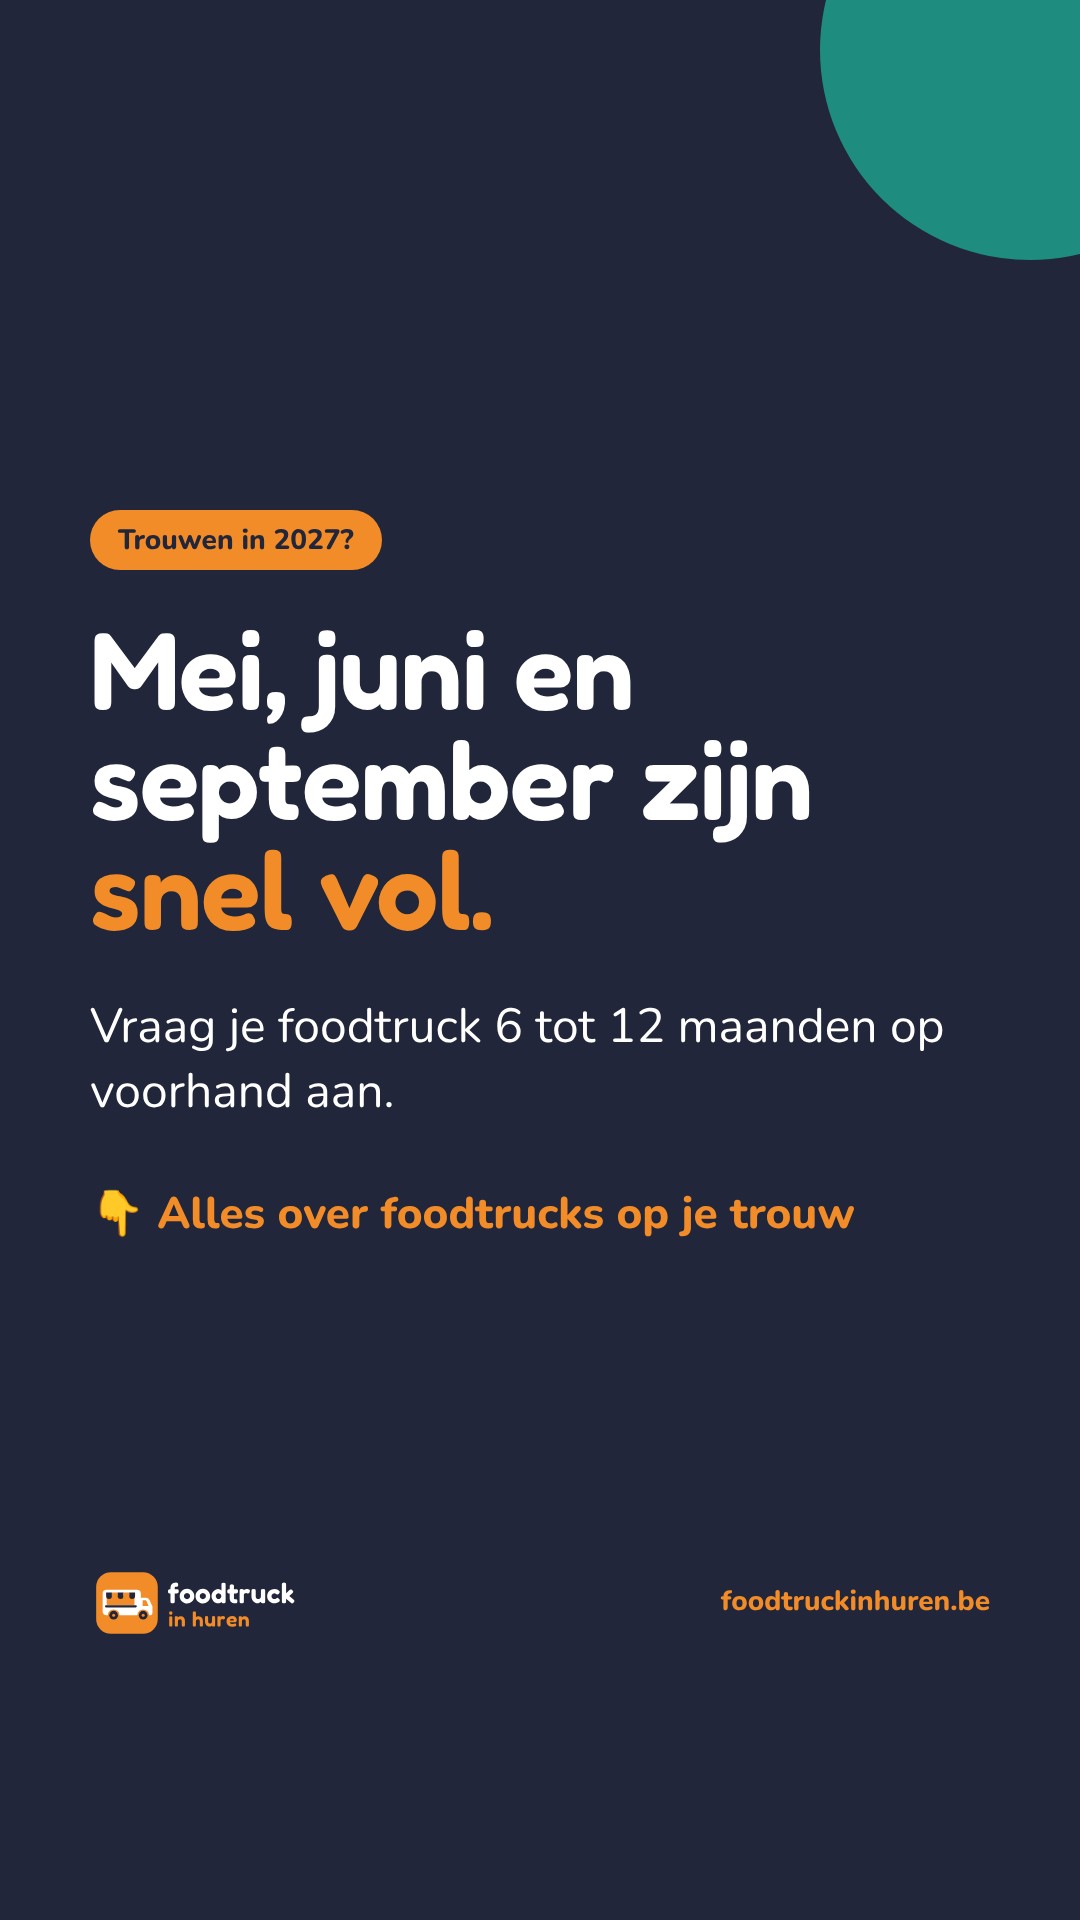 Trouwen in 2027?
Mei, juni en
september zijn
snel vol.
Vraag je foodtruck 6 tot 12 maanden op
voorhand aan.
👇 Alles over foodtrucks op je trouw
foodtruck
in huren
foodtruckinhuren.be